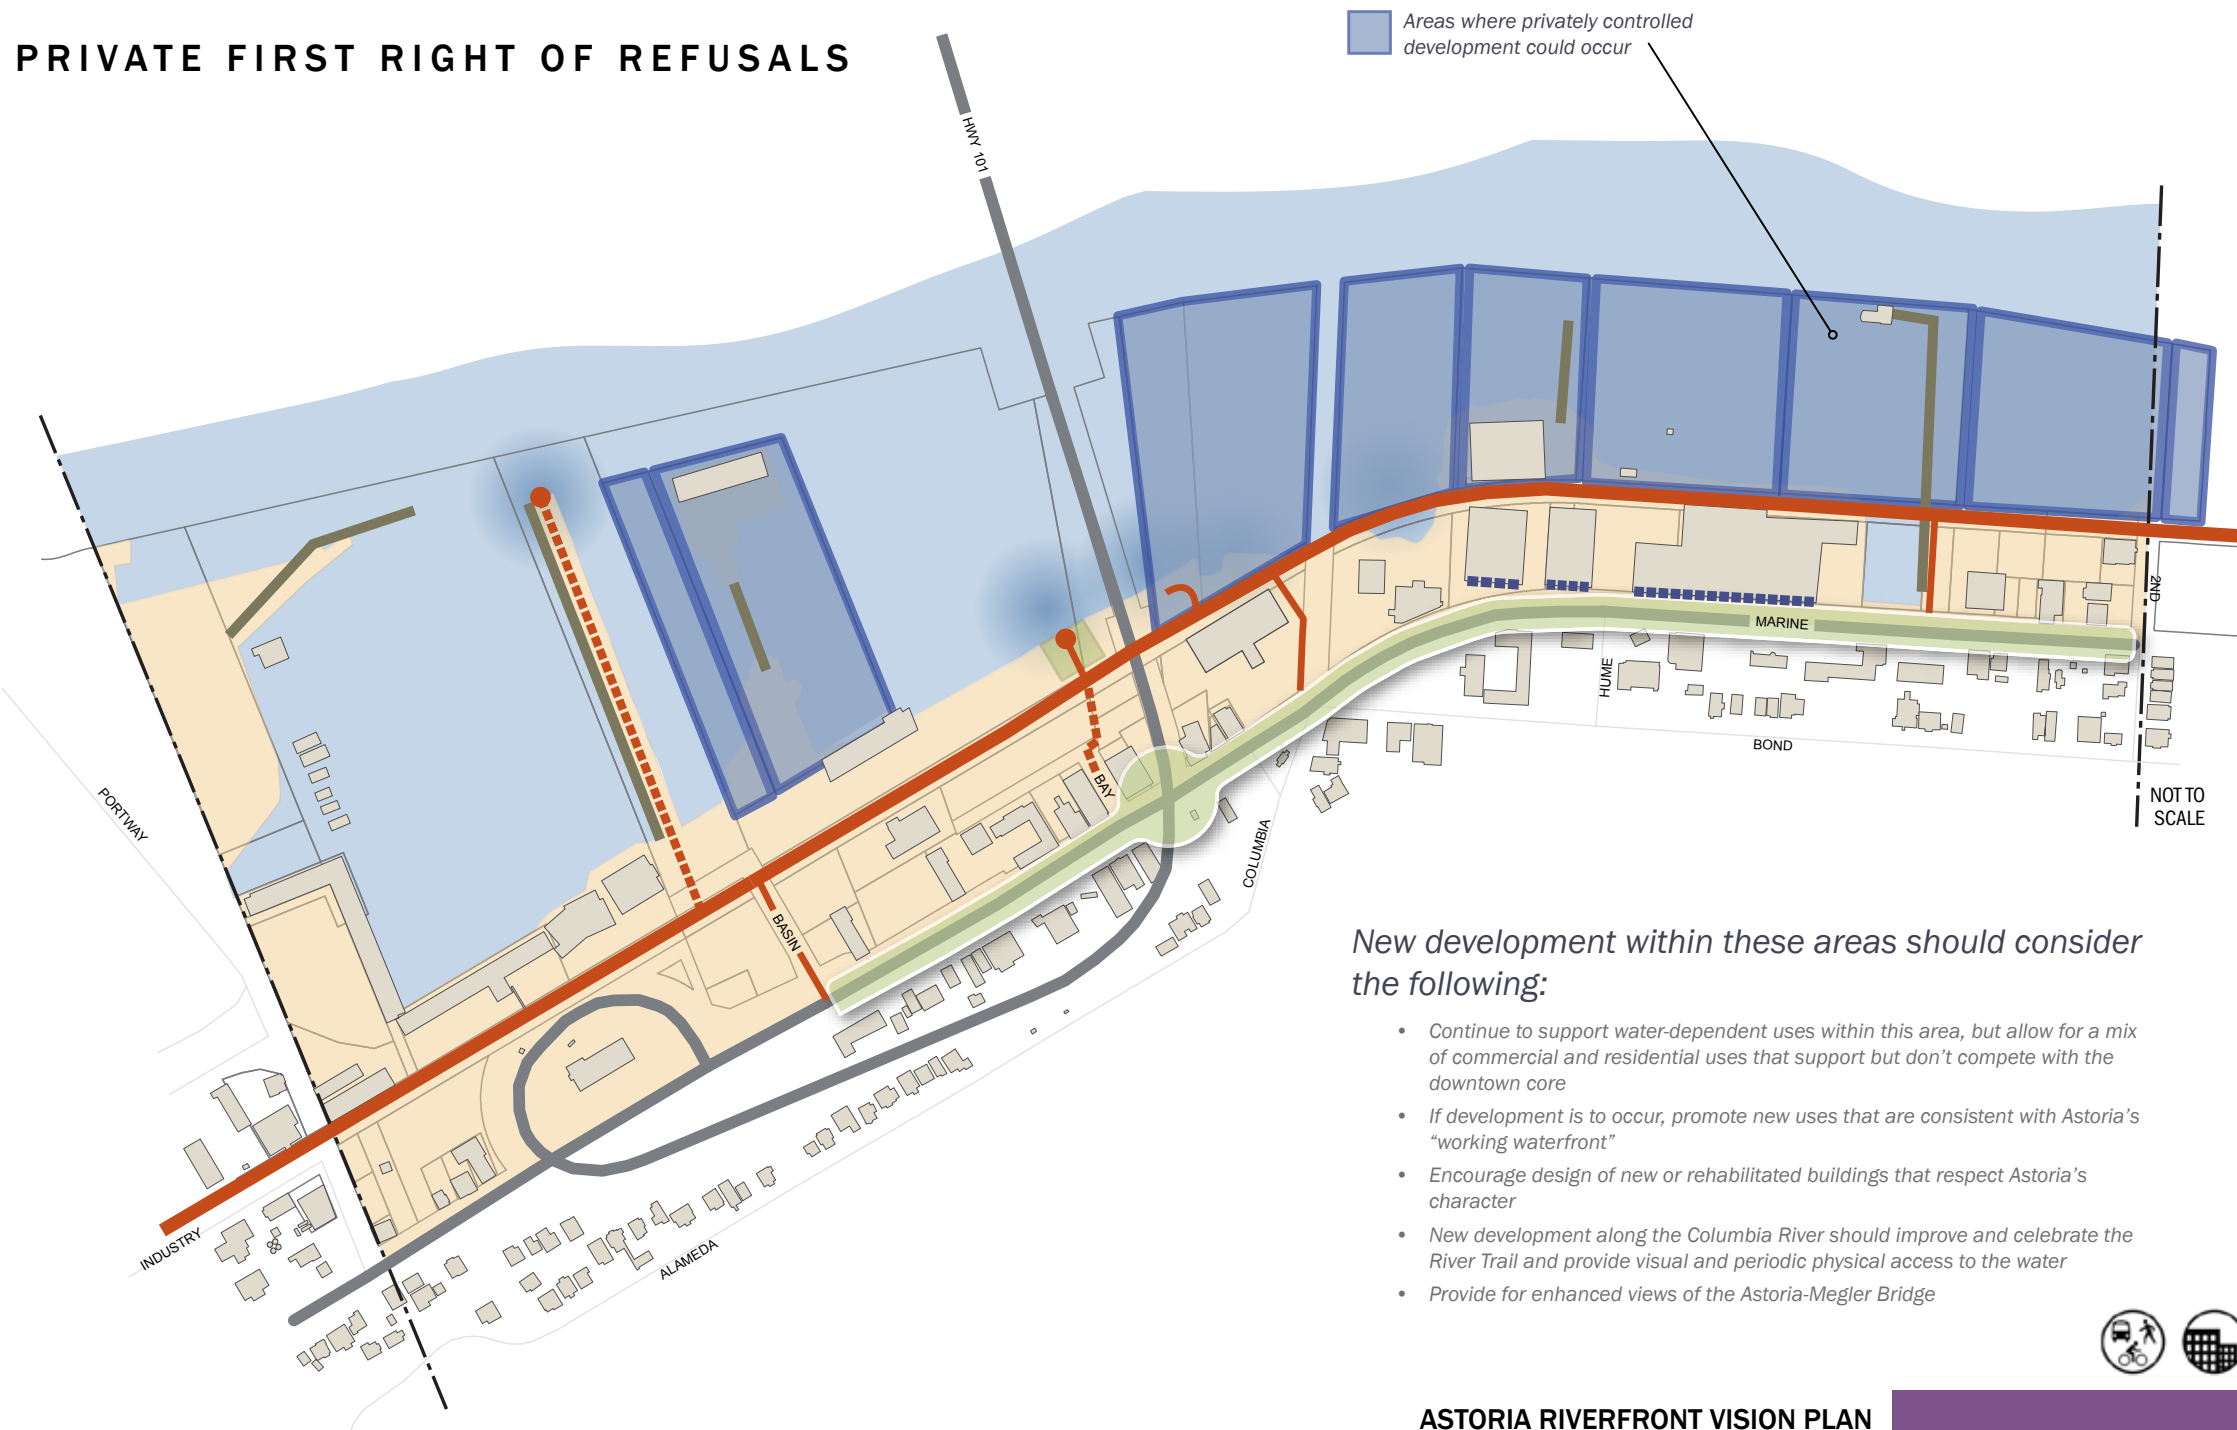 PRIVATE FIRST RIGHT OF REFUSALS
Areas where privately controlled
development could occur
HWY 101
2ND
MARINE
HUME
BOND
NOT TO
SCALE
BAY
COLUMBIA
PORTWAY
BASIN
INDUSTRY
ALAMEDA
New development within these areas should consider
the following:
• Continue to support water-dependent uses within this area, but allow for a mix
of commercial and residential uses that support but don’t compete with the
downtown core
• If development is to occur, promote new uses that are consistent with Astoria’s
“working waterfront”
• Encourage design of new or rehabilitated buildings that respect Astoria’s
character
• New development along the Columbia River should improve and celebrate the
River Trail and provide visual and periodic physical access to the water
• Provide for enhanced views of the Astoria-Megler Bridge
ASTORIA RIVERFRONT VISION PLAN